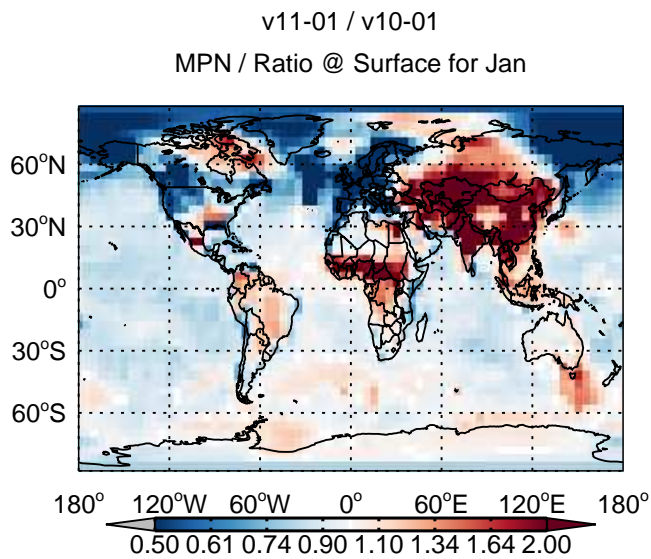 v11-01 / v10-01
MPN / Ratio @ Surface for Jan
60°N
30°N
0°
30°S
60°S
180° 120°W 60°W 0° 60°E 120°E 180°
0.50 0.61 0.74 0.90 1.10 1.34 1.64 2.00